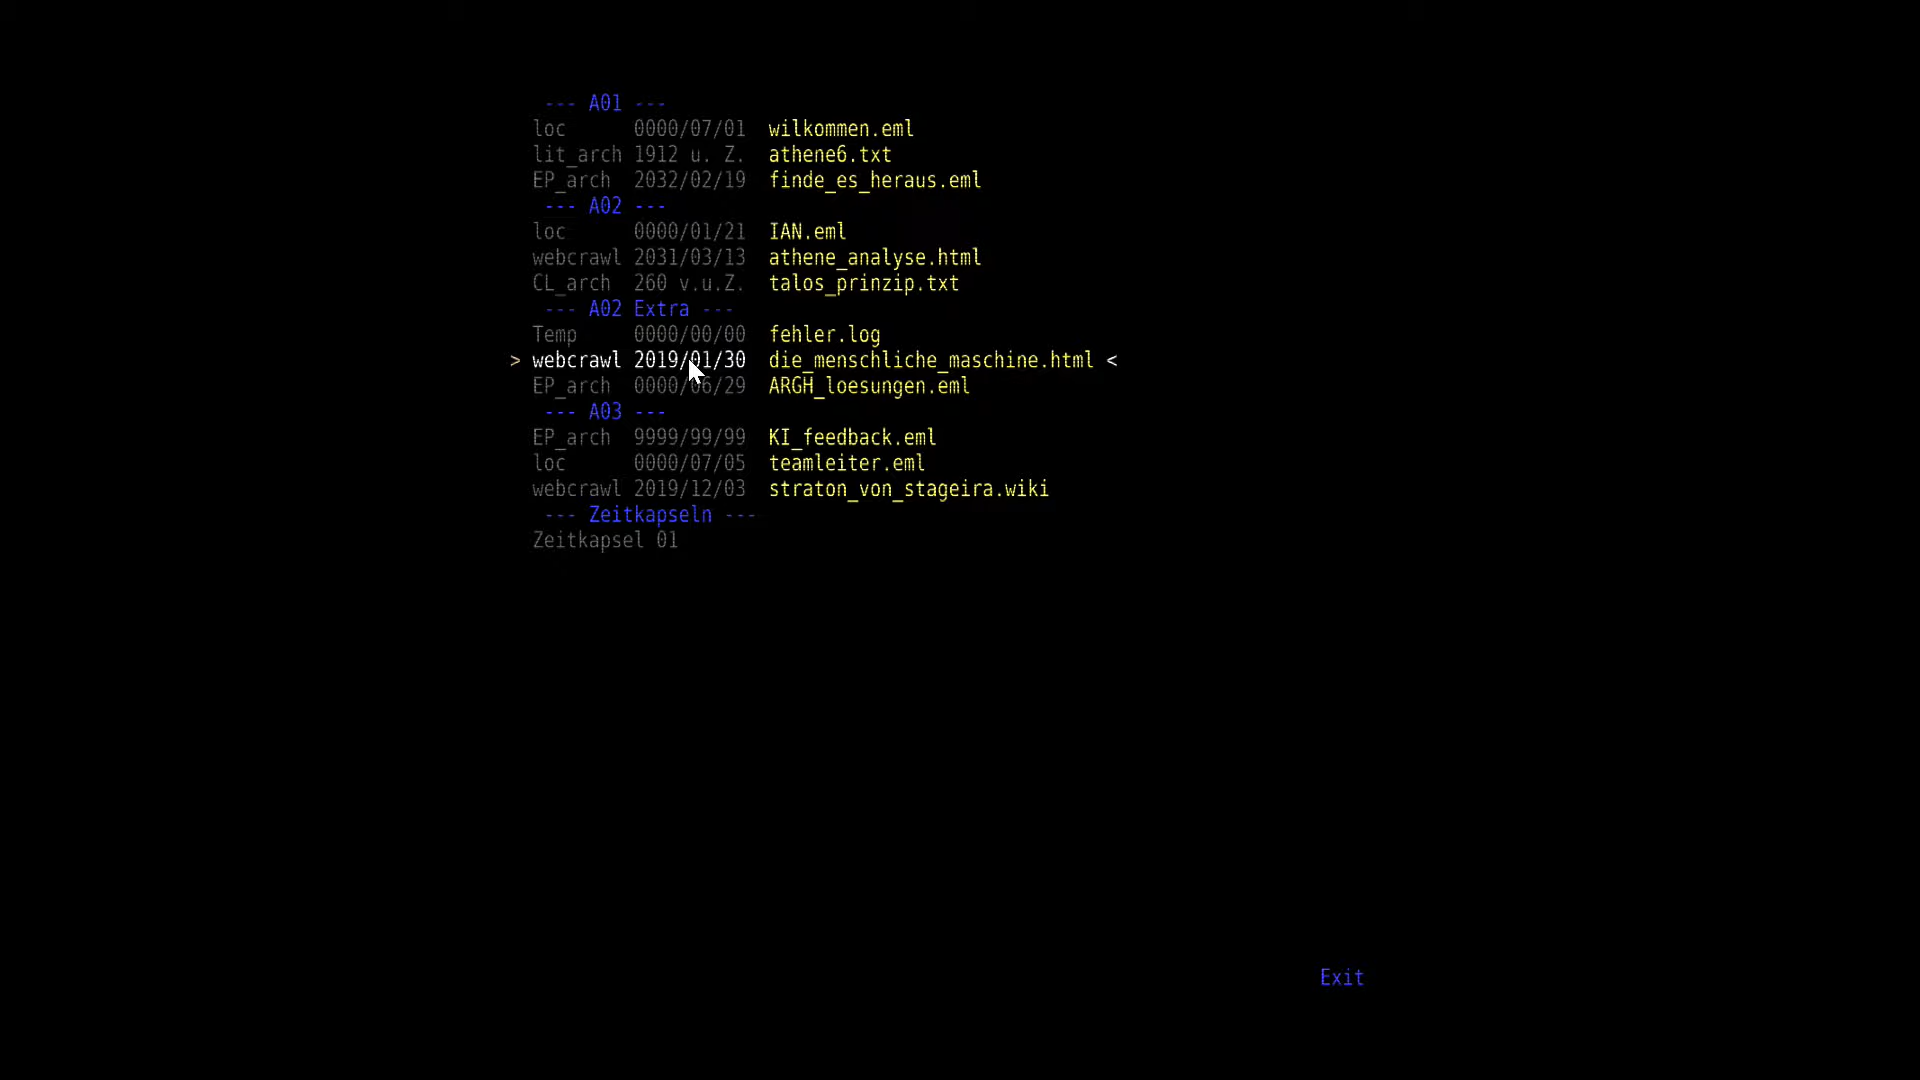 --- A01 ---
loc 0000/07/01 wilkommen.eml
lit_arch 1912 u. Z. athene6.txt
EP_arch 2032/02/19 finde_es_heraus.eml
--- A02 ---
loc 0000/01/21 IAN.eml
webcrawl 2031/03/13 athene_analyse.html
CL_arch 260 v.u.Z. talos_prinzip.txt
--- A02 Extra ---
Temp 0000/00/00 fehler.log
> webcrawl 2019/01/30 die_menschliche_maschine.html <
EP_arch 0000/06/29 ARGH_loesungen.eml
--- A03 ---
EP_arch 9999/99/99 KI_feedback.eml
loc 0000/07/05 teamleiter.eml
webcrawl 2019/12/03 straton_von_stageira.wiki
--- Zeitkapseln ---
Zeitkapsel 01
Exit